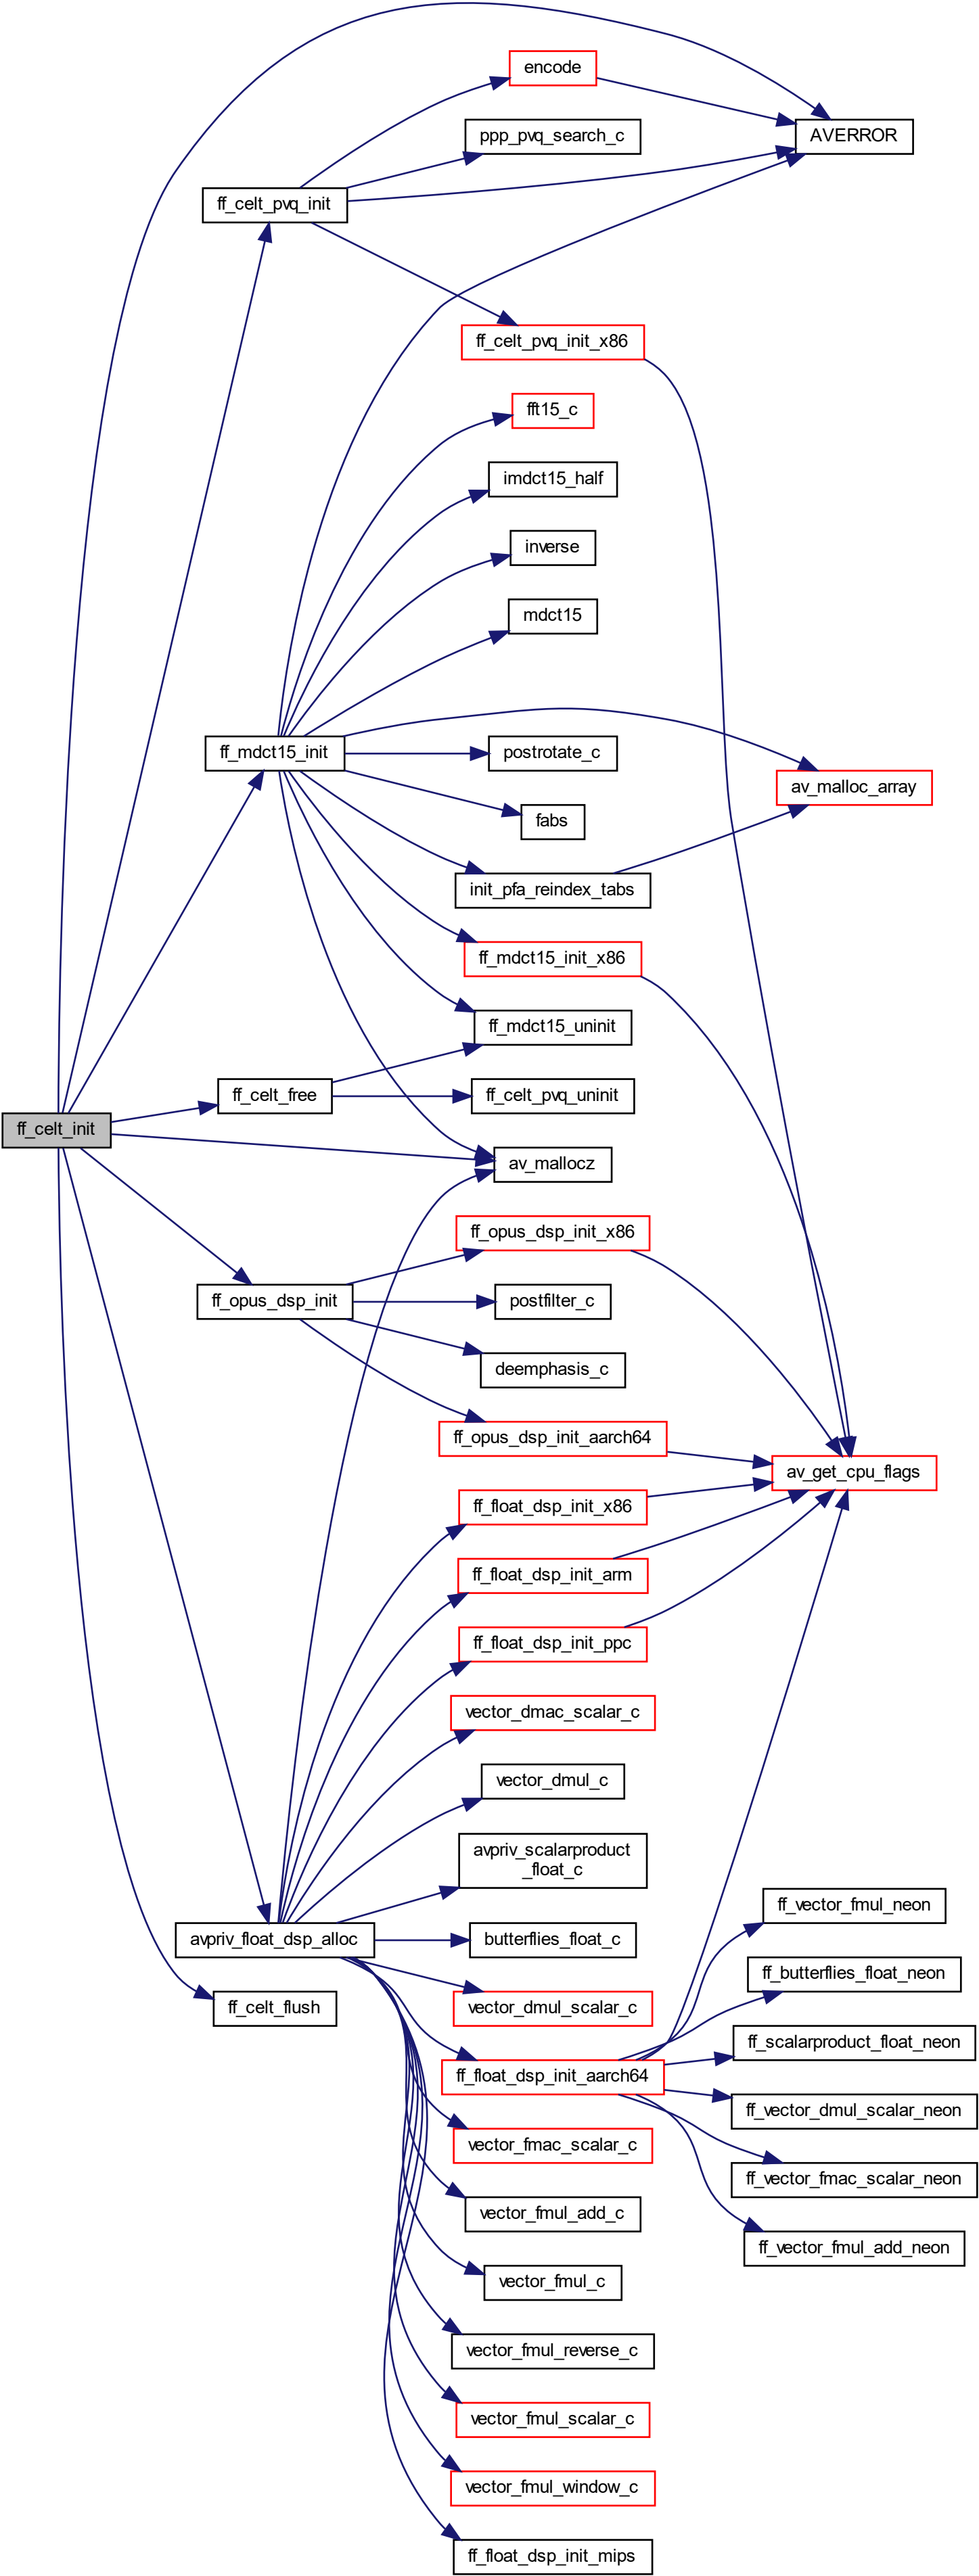 encode
ppp_pvq_search_c
AVERROR
ff_celt_pvq_init
ff_celt_pvq_init_x86
fft15_c
imdct15_half
inverse
mdct15
ff_mdct15_init
postrotate_c
av_malloc_array
fabs
init_pfa_reindex_tabs
ff_mdct15_init_x86
ff_mdct15_uninit
ff_celt_free
ff_celt_pvq_uninit
ff_celt_init
av_mallocz
ff_opus_dsp_init_x86
ff_opus_dsp_init
postfilter_c
deemphasis_c
ff_opus_dsp_init_aarch64
av_get_cpu_flags
ff_float_dsp_init_x86
ff_float_dsp_init_arm
ff_float_dsp_init_ppc
vector_dmac_scalar_c
vector_dmul_c
avpriv_scalarproduct
_float_c
ff_vector_fmul_neon
avpriv_float_dsp_alloc
butterflies_float_c
ff_butterflies_float_neon
ff_celt_flush
vector_dmul_scalar_c
ff_scalarproduct_float_neon
ff_float_dsp_init_aarch64
ff_vector_dmul_scalar_neon
vector_fmac_scalar_c
ff_vector_fmac_scalar_neon
vector_fmul_add_c
ff_vector_fmul_add_neon
vector_fmul_c
vector_fmul_reverse_c
vector_fmul_scalar_c
vector_fmul_window_c
ff_float_dsp_init_mips